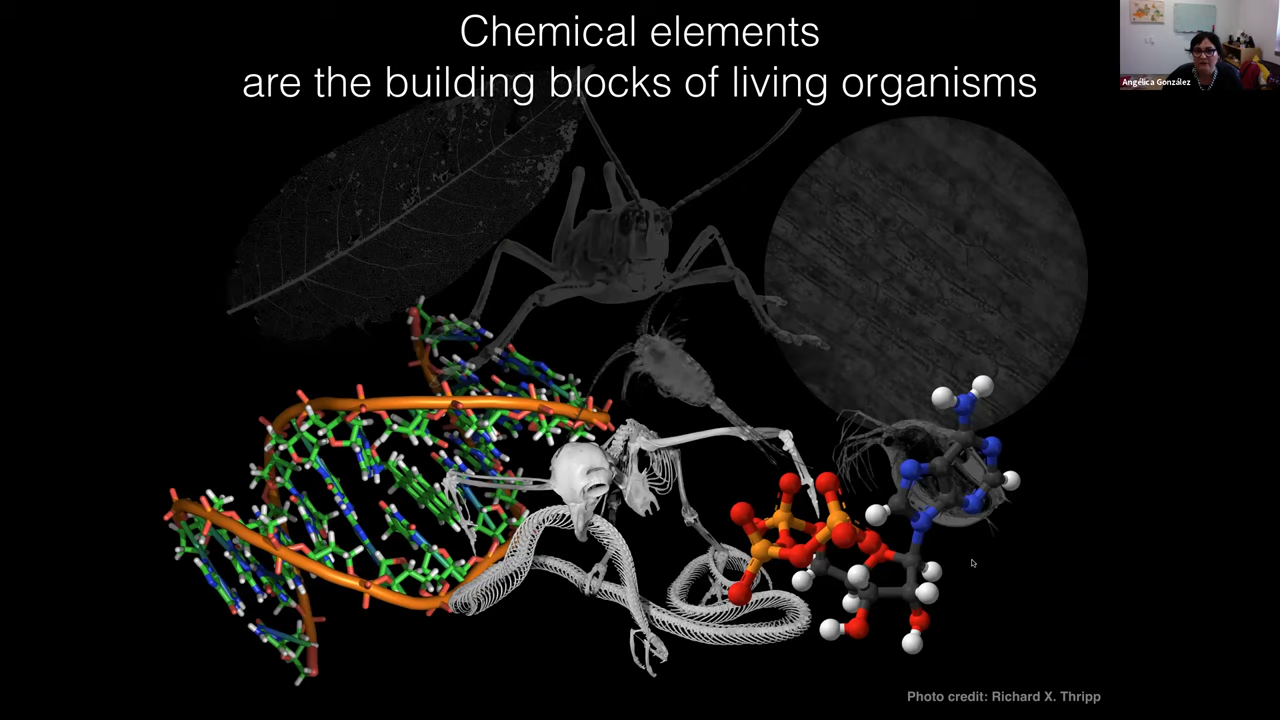 Chemical elements
are the building blocks of living organisms
Angélica González
Photo credit: Richard X. Thripp